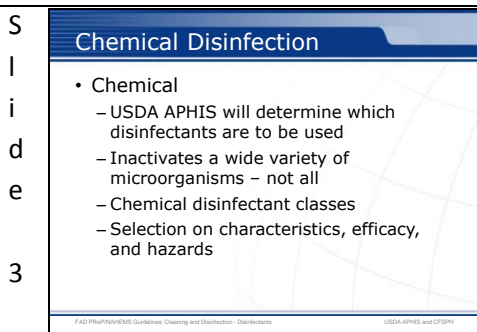 S
l
i
d
e
3
Chemical Disinfection
• Chemical
– USDA APHIS will determine which
disinfectants are to be used
– Inactivates a wide variety of
microorganisms – not all
– Chemical disinfectant classes
– Selection on characteristics, efficacy,
and hazards
FAD PReP/NAHEMS Guidelines: Cleaning and Disinfection - Disinfectants
USDA APHIS and CFSPH